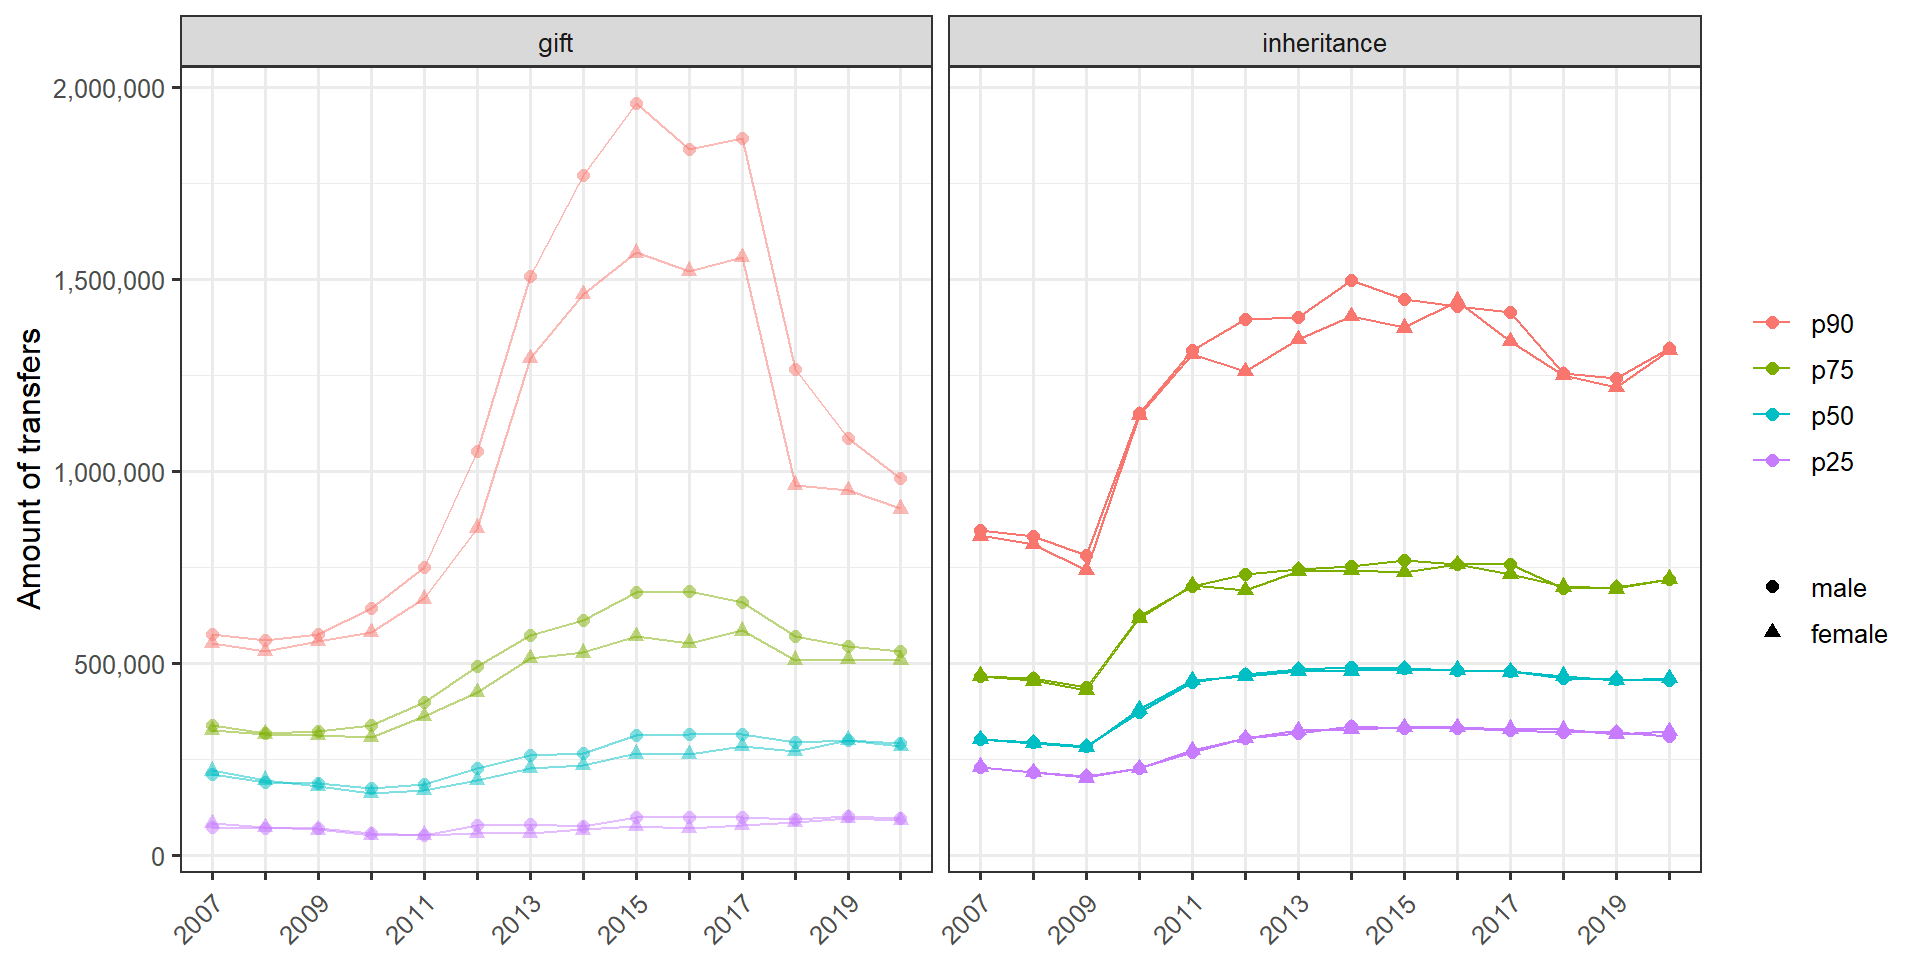 gift
inheritance
Amount of transfers
2,000,000
1,500,000
1,000,000
500,000
0
2007
2009
2011
2013
2015
2017
2019
2007
2009
2011
2013
2015
2017
2019
p90
p75
p50
p25
male
female